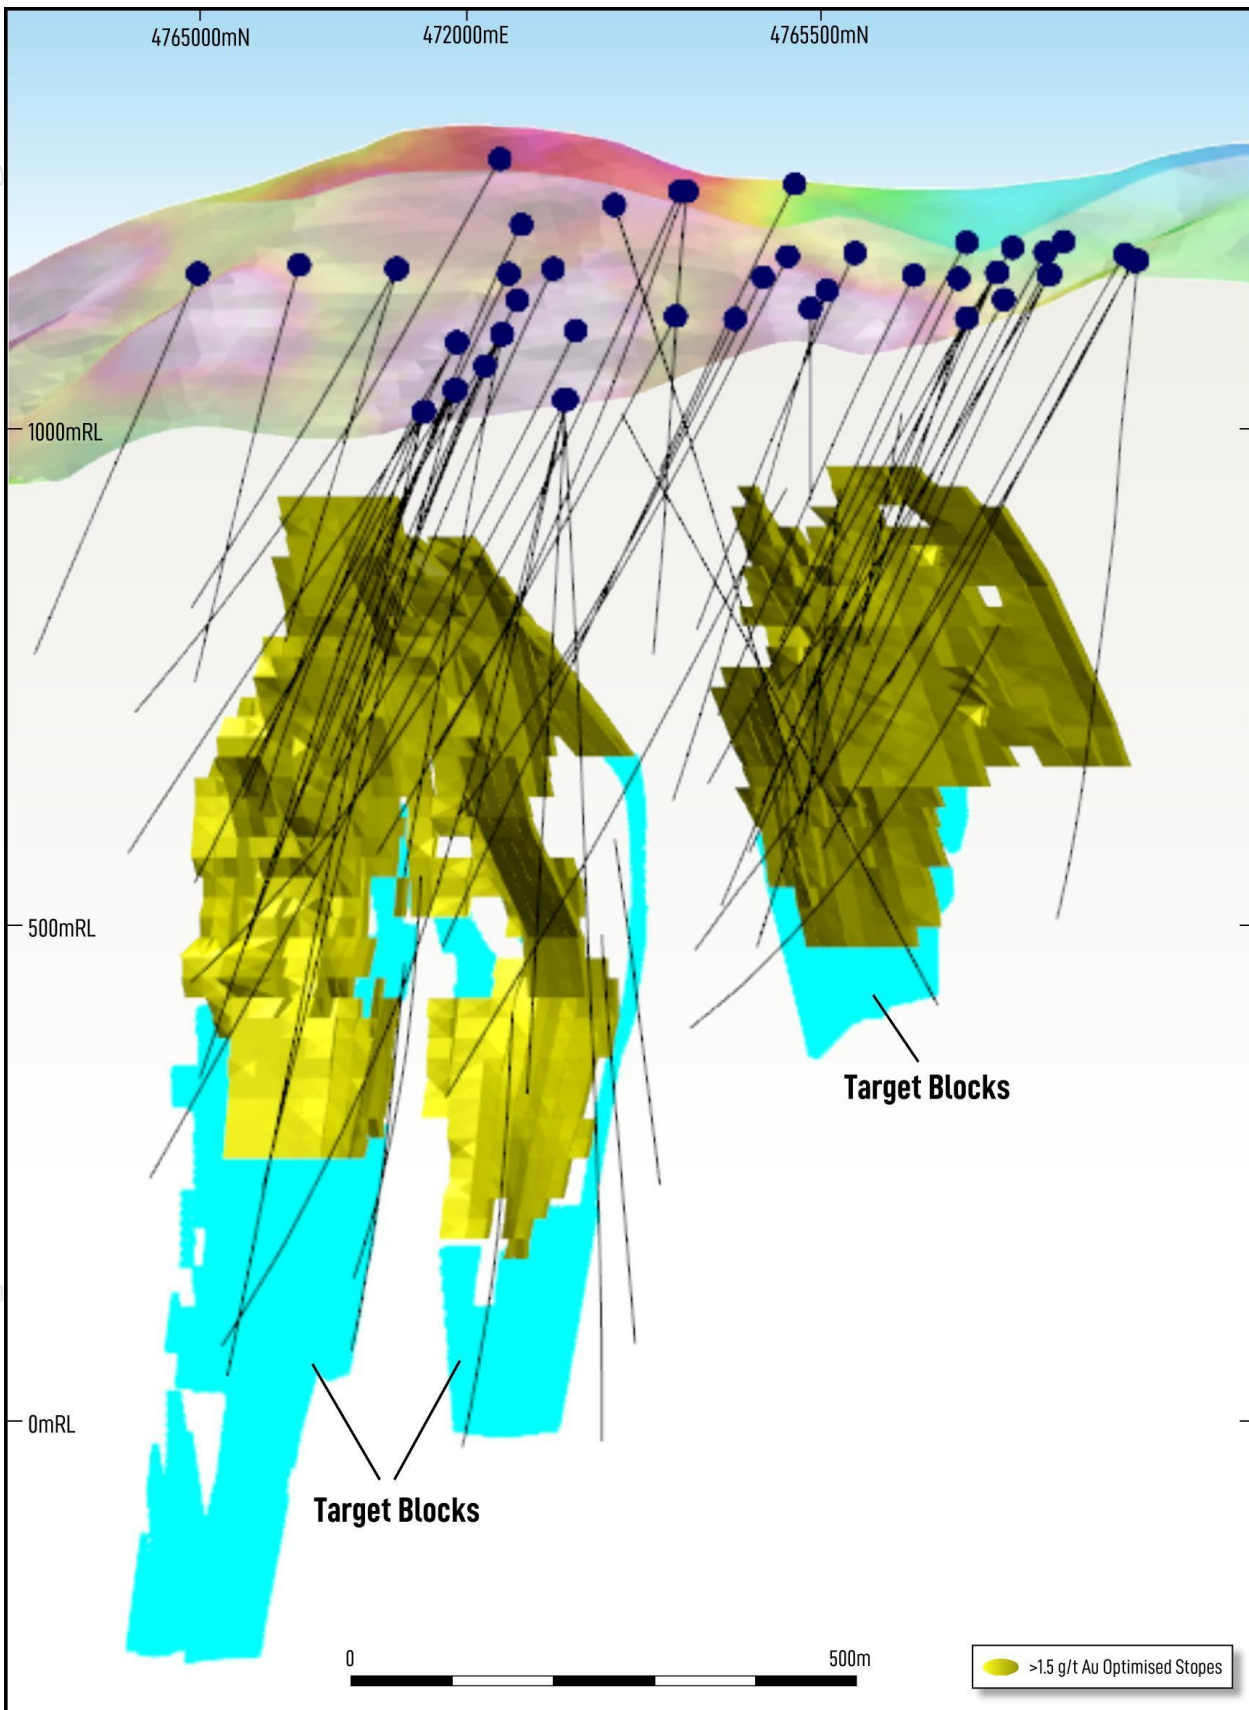 4765000mN
472000mE
4765500mN
1000mRL
500mRL
Target Blocks
0mRL
Target Blocks
0
500m
>1.5 g/t Au Optimised Stopes